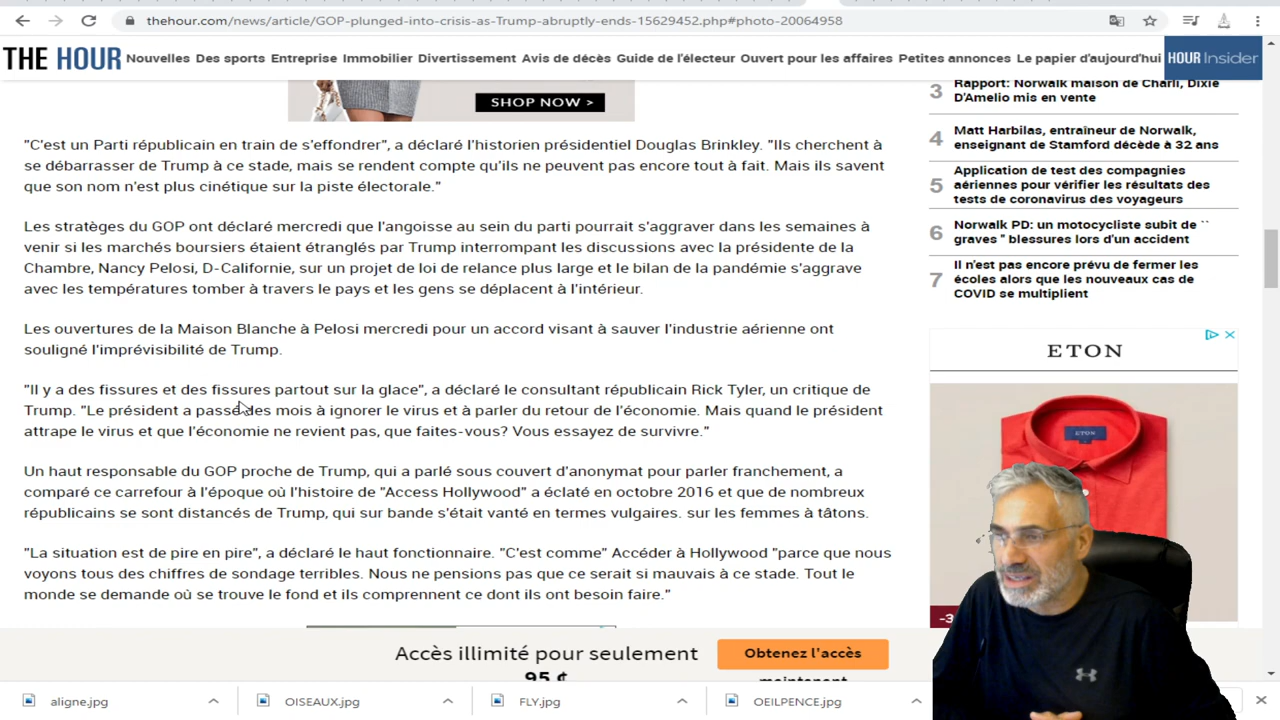 thehour.com/news/article/GOP-plunged-into-crisis-as-Trump-abruptly-ends-15629452.php#photo-20064958
THE HOUR Nouvelles Des sports Entreprise Immobilier Divertissement Avis de décès Guide de l'électeur Ouvert pour les affaires Petites annonces Le papier d'aujourd'hui HOUR Insider
SHOP NOW >
"C'est un Parti républicain en train de s'effondrer", a déclaré l'historien présidentiel Douglas Brinkley. "Ils cherchent à
se débarrasser de Trump à ce stade, mais se rendent compte qu'ils ne peuvent pas encore tout à fait. Mais ils savent
que son nom n'est plus cinétique sur la piste électorale."
Les stratèges du GOP ont déclaré mercredi que l'angoisse au sein du parti pourrait s'aggraver dans les semaines à
venir si les marchés boursiers étaient étranglés par Trump interrompant les discussions avec la présidente de la
Chambre, Nancy Pelosi, D-Californie, sur un projet de loi de relance plus large et le bilan de la pandémie s'aggrave
avec les températures tomber à travers le pays et les gens se déplacent à l'intérieur.
Les ouvertures de la Maison Blanche à Pelosi mercredi pour un accord visant à sauver l'industrie aérienne ont
souligné l'imprévisibilité de Trump.
"Il y a des fissures et des fissures partout sur la glace", a déclaré le consultant républicain Rick Tyler, un critique de
Trump. "Le président a passé des mois à ignorer le virus et à parler du retour de l'économie. Mais quand le président
attrape le virus et que l'économie ne revient pas, que faites-vous? Vous essayez de survivre."
Un haut responsable du GOP proche de Trump, qui a parlé sous couvert d'anonymat pour parler franchement, a
comparé ce carrefour à l'époque où l'histoire de "Access Hollywood" a éclaté en octobre 2016 et que de nombreux
républicains se sont distancés de Trump, qui sur bande s'était vanté en termes vulgaires. sur les femmes à tâtons.
"La situation est de pire en pire", a déclaré le haut fonctionnaire. "C'est comme" Accéder à Hollywood "parce que nous
voyons tous des chiffres de sondage terribles. Nous ne pensions pas que ce serait si mauvais à ce stade. Tout le
monde se demande où se trouve le fond et ils comprennent ce dont ils ont besoin faire."
3 Rapport: Norwalk maison de Charli, Dixie
D'Amelio mis en vente
4 Matt Harbilas, entraîneur de Norwalk,
enseignant de Stamford décède à 32 ans
5 Application de test des compagnies
aériennes pour vérifier les résultats des
tests de coronavirus des voyageurs
6 Norwalk PD: un motocycliste subit de ``
graves '' blessures lors d'un accident
7 Il n'est pas encore prévu de fermer les
écoles alors que les nouveaux cas de
COVID se multiplient
ETON
ETON
-3
Accès illimité pour seulement
95 ¢
Obtenez l'accès
maintenant
aligne.jpg
OISEAUX.jpg
FLY.jpg
OEILPENCE.jpg